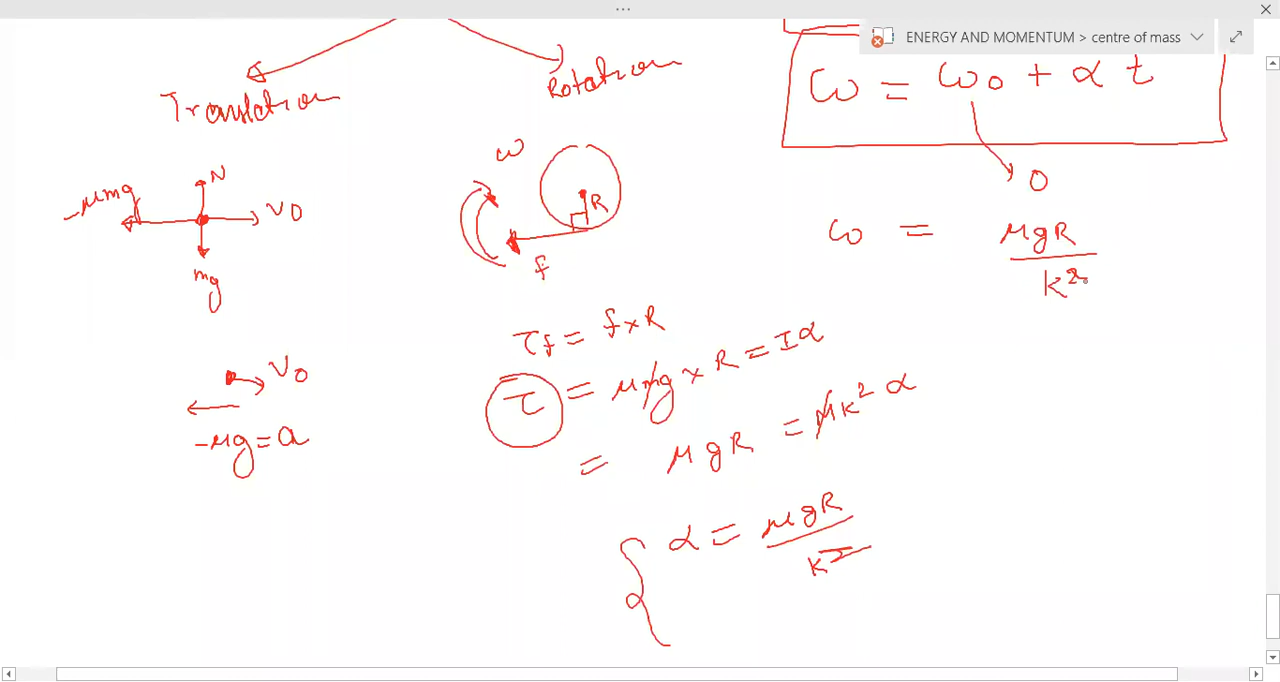 ENERGY AND MOMENTUM > centre of mass
Translation
Rotation
ω = ω0 + αt
0
ω = μgR / k²
N
-μmg
V0
mg
ω
R
f
τf = f × R
τ = μmg × R = Iα
= μgR = Mk² α
α = μgR / k²
V0
-μg = a